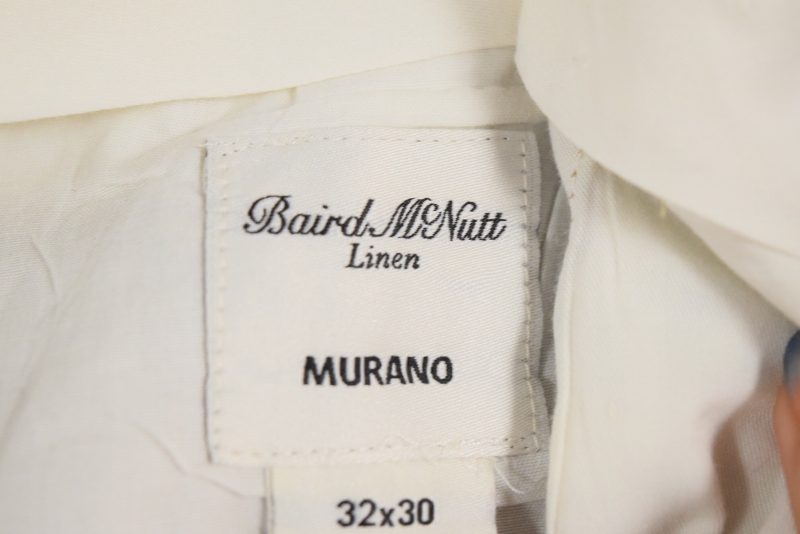 Baird McNutt
Linen
MURANO
32x30